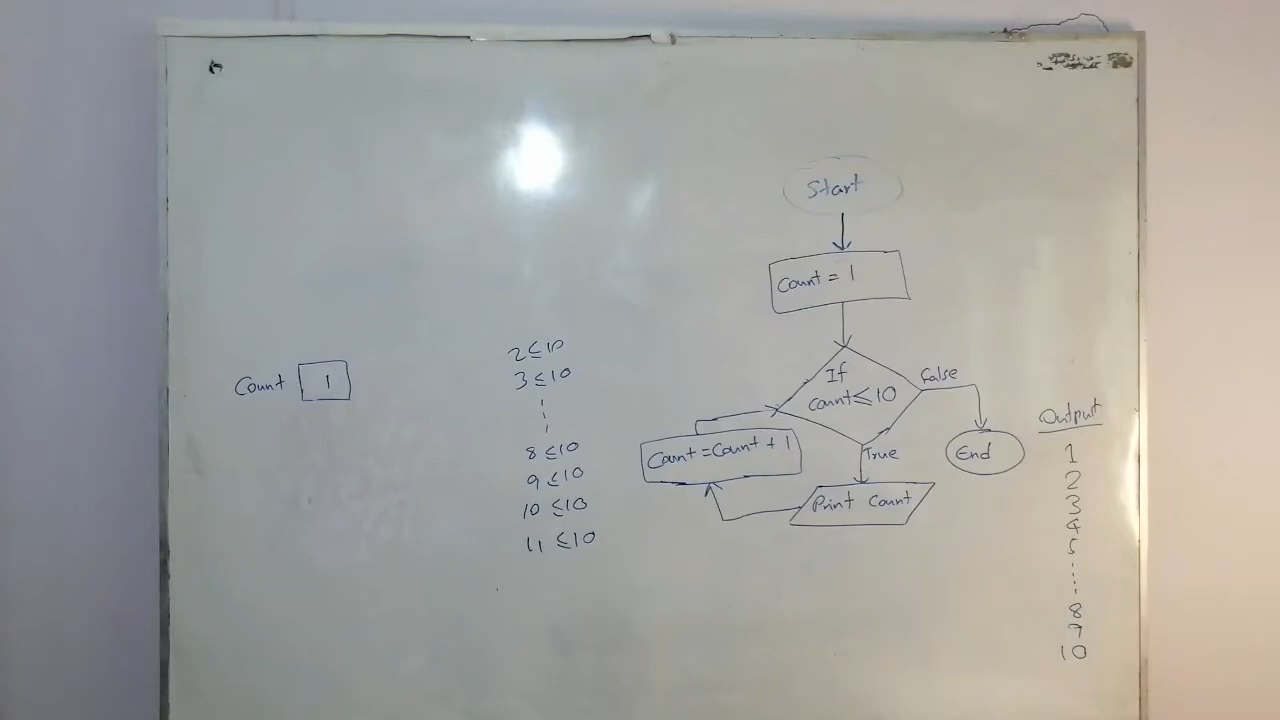 Start
Count = 1
If
count ≤ 10
False
True
End
Print Count
Count = Count + 1
Count 1
2 ≤ 10
3 ≤ 10
8 ≤ 10
9 ≤ 10
10 ≤ 10
11 ≤ 10
Output
1
2
3
4
5
8
9
10